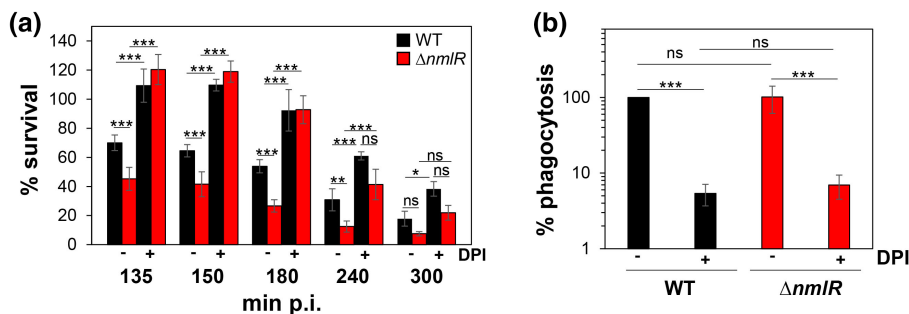 (a)
% survival
140
120
100
80
60
40
20
0
WT
ΔnmlR
*** *** ***
*** *** ***
*** *** ***
** *** *** ns
ns * ns ns
- + - + - + - + - + DPI
135 150 180 240 300
min p.i.
(b)
% phagocytosis
100
10
1
ns
ns
*** ***
- + - + DPI
WT ΔnmlR